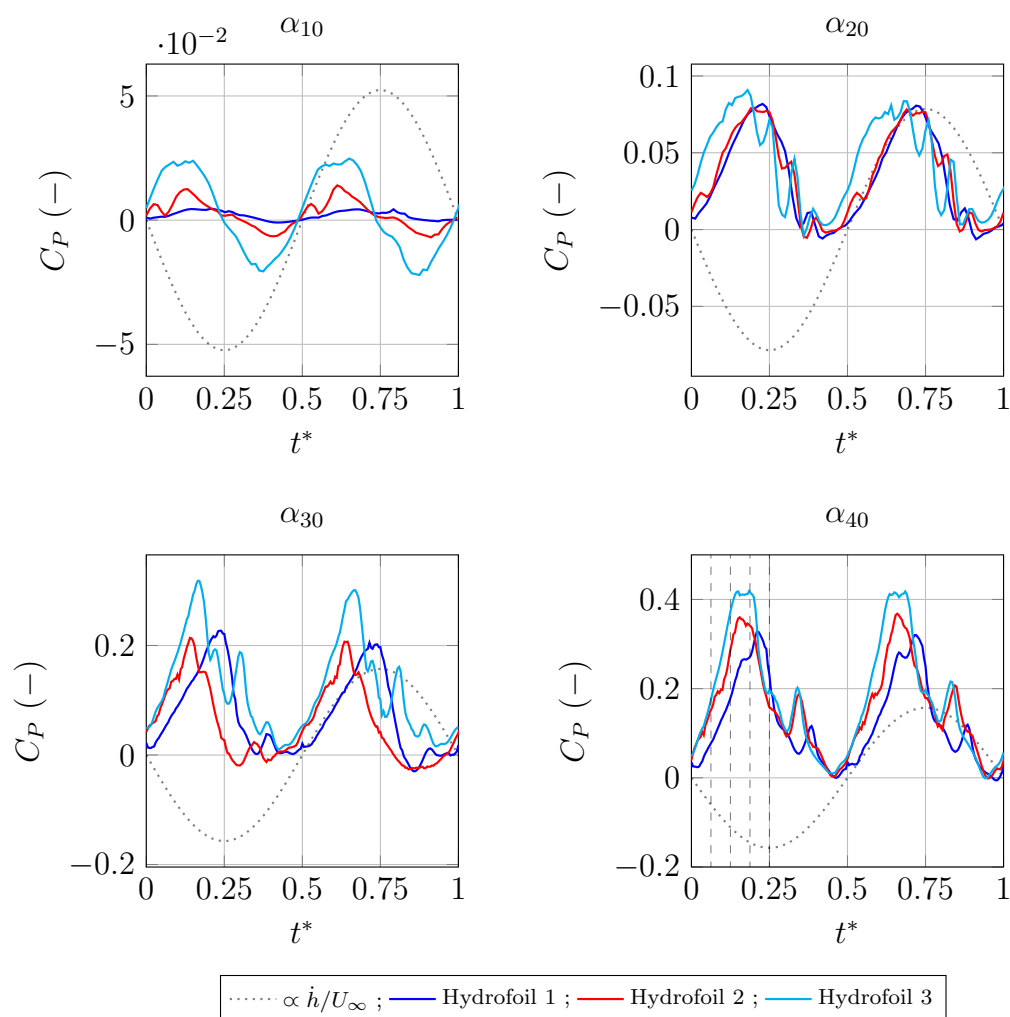 α10 α20
·10−2
5 0.1
0.05
0 0
−0.05
−5
CP (−) CP (−)
0 0.25 0.5 0.75 1 0 0.25 0.5 0.75 1
t* t*
α30 α40
0.4
0.2 0.2
0 0
−0.2 −0.2
CP (−) CP (−)
0 0.25 0.5 0.75 1 0 0.25 0.5 0.75 1
t* t*
∝ ḣ/U∞ ; Hydrofoil 1 ; Hydrofoil 2 ; Hydrofoil 3